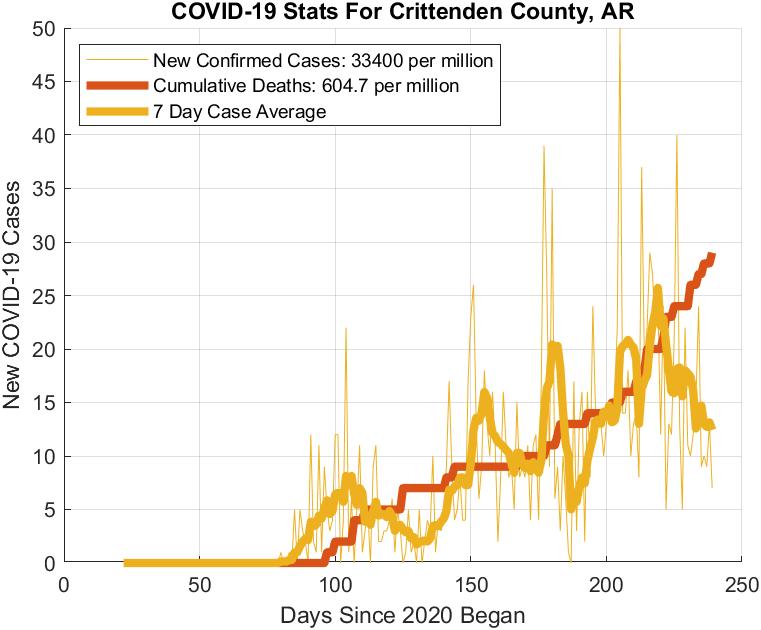 COVID-19 Stats For Crittenden County, AR
New Confirmed Cases: 33400 per million
Cumulative Deaths: 604.7 per million
7 Day Case Average
50
45
40
35
30
25
20
15
10
5
0
New COVID-19 Cases
0 50 100 150 200 250
Days Since 2020 Began